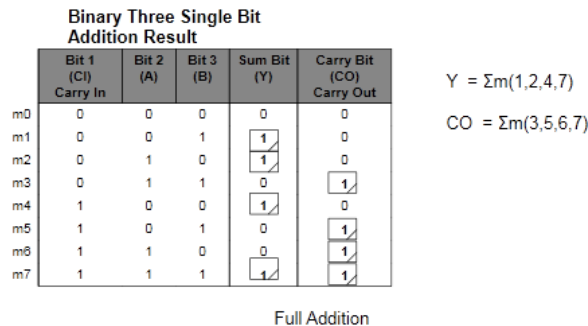 Binary Three Single Bit
Addition Result
Bit 1 (CI) Carry In Bit 2 (A) Bit 3 (B) Sum Bit (Y) Carry Bit (CO) Carry Out
m0 0 0 0 0 0
m1 0 0 1 1 0
m2 0 1 0 1 0
m3 0 1 1 0 1
m4 1 0 0 1 0
m5 1 0 1 0 1
m6 1 1 0 0 1
m7 1 1 1 1 1
Y = Σm(1,2,4,7)
CO = Σm(3,5,6,7)
Full Addition